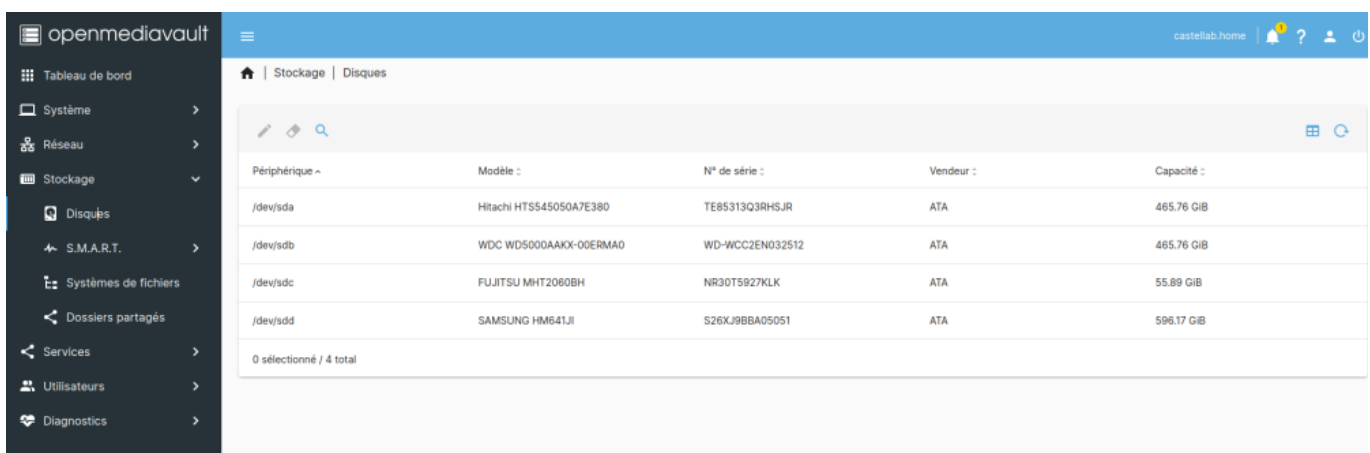 openmediavault
castellab.home
1
?
Tableau de bord
Système
Réseau
Stockage
Disques
S.M.A.R.T.
Systèmes de fichiers
Dossiers partagés
Services
Utilisateurs
Diagnostics
| Stockage | Disques
Périphérique Modèle N° de série Vendeur Capacité
/dev/sda Hitachi HTS545050A7E380 TE85313Q3RHSJR ATA 465.76 GiB
/dev/sdb WDC WD5000AAKX-00ERMA0 WD-WCC2EN032512 ATA 465.76 GiB
/dev/sdc FUJITSU MHT2060BH NR30T5927KLK ATA 55.89 GiB
/dev/sdd SAMSUNG HM641JI S26XJ9BBA05051 ATA 596.17 GiB
0 sélectionné / 4 total